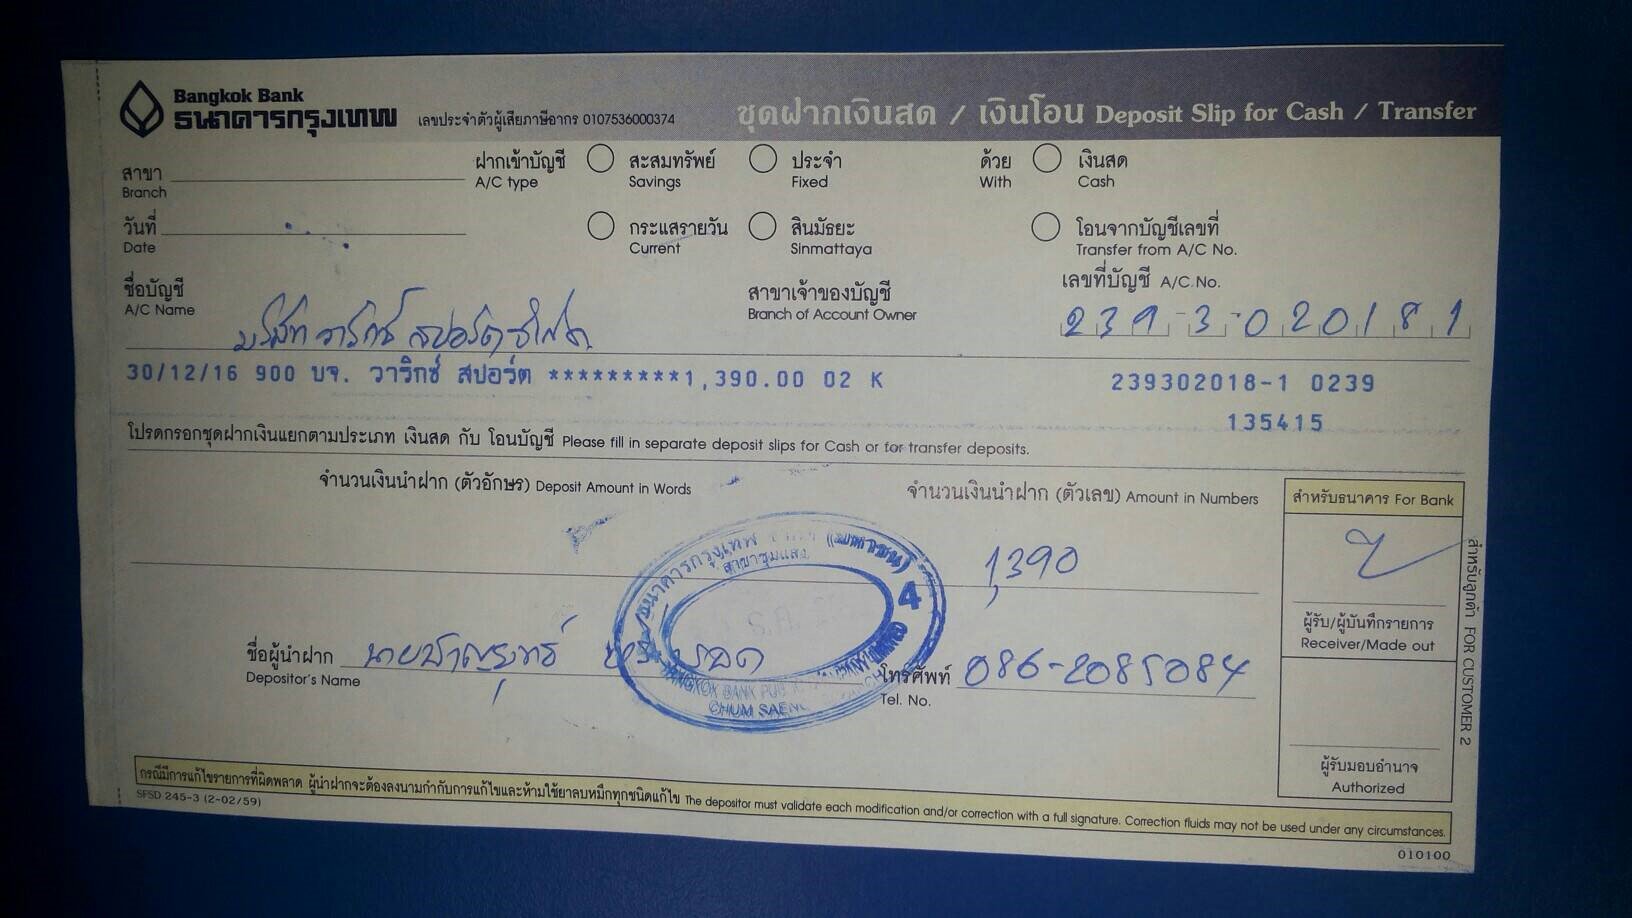 Bangkok Bank
ธนาคารกรุงเทพ เลขประจำตัวผู้เสียภาษีอากร 0107536000374 ชุดฝากเงินสด / เงินโอน Deposit Slip for Cash / Transfer
สาขา ฝากเข้าบัญชี สะสมทรัพย์ ประจำ ด้วย เงินสด
Branch A/C type Savings Fixed With Cash
วันที่ กระแสรายวัน สินมัธยะ โอนจากบัญชีเลขที่
Date Current Sinmattaya Transfer from A/C No.
ชื่อบัญชี สาขาเจ้าของบัญชี เลขที่บัญชี A/C No.
A/C Name Branch of Account Owner
บริษัท วาริกซ์ สปอร์ต 239-3-020181
30/12/16 900 บจ. วาริกซ์ สปอร์ต *********1,390.00 02 K 239302018-1 0239
135415
โปรดกรอกชุดฝากเงินแยกตามประเภท เงินสด กับ โอนบัญชี Please fill in separate deposit slips for Cash or for transfer deposits.
จำนวนเงินนำฝาก (ตัวอักษร) Deposit Amount in Words จำนวนเงินนำฝาก (ตัวเลข) Amount in Numbers สำหรับธนาคาร For Bank
ธนาคารกรุงเทพ
สาขาชุมแสง
1,390
4
ผู้รับ/ผู้บันทึกรายการ
Receiver/Made out
ชื่อผู้นำฝาก นายชาญยุทธ์ โทรศัพท์ 086-2085084
Depositor's Name Tel. No.
BANGKOK BANK
CHUM SAENG
สำหรับลูกค้า FOR CUSTOMER 2
ผู้รับมอบอำนาจ
Authorized
กรณีมีการแก้ไขรายการที่ผิดพลาด ผู้นำฝากจะต้องลงนามกำกับการแก้ไขและห้ามใช้ยาลบหมึกทุกชนิดแก้ไข The depositor must validate each modification and/or correction with a full signature. Correction fluids may not be used under any circumstances.
SFSD 245-3 (2-02/59)
010100